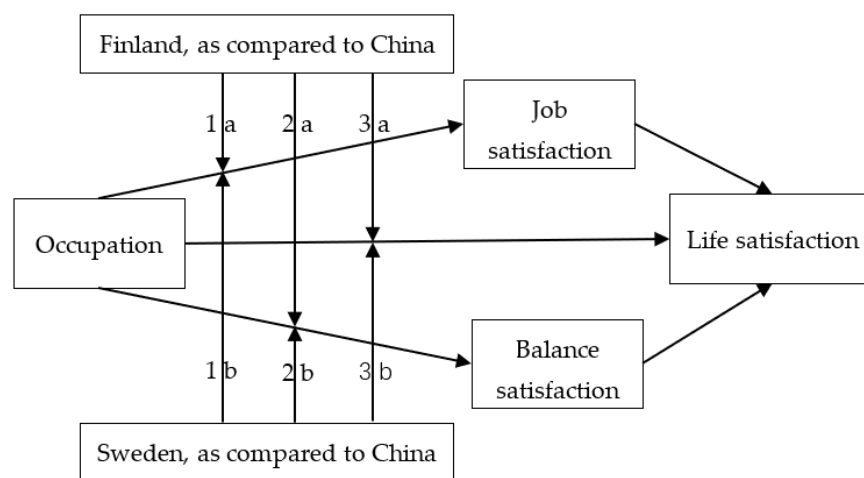 Finland, as compared to China
1 a
2 a
3 a
Job
satisfaction
Occupation
Life satisfaction
1 b
2 b
3 b
Balance
satisfaction
Sweden, as compared to China